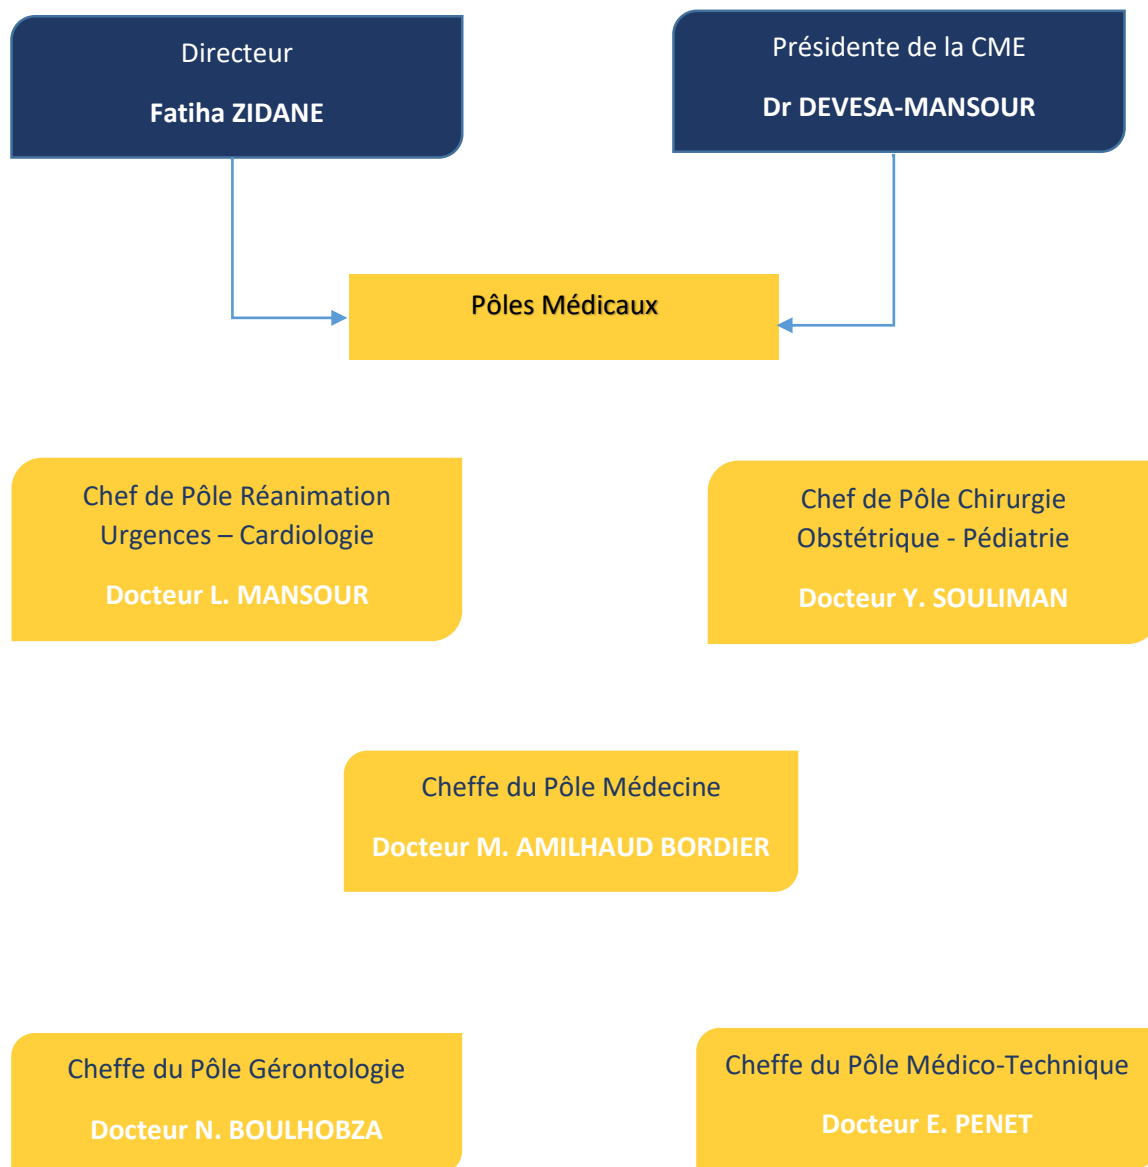 Directeur
Fatiha ZIDANE
Présidente de la CME
Dr DEVESA-MANSOUR
Pôles Médicaux
Chef de Pôle Réanimation
Urgences – Cardiologie
Docteur L. MANSOUR
Chef de Pôle Chirurgie
Obstétrique - Pédiatrie
Docteur Y. SOULIMAN
Cheffe du Pôle Médecine
Docteur M. AMILHAUD BORDIER
Cheffe du Pôle Gérontologie
Docteur N. BOULHOBZA
Cheffe du Pôle Médico-Technique
Docteur E. PENET